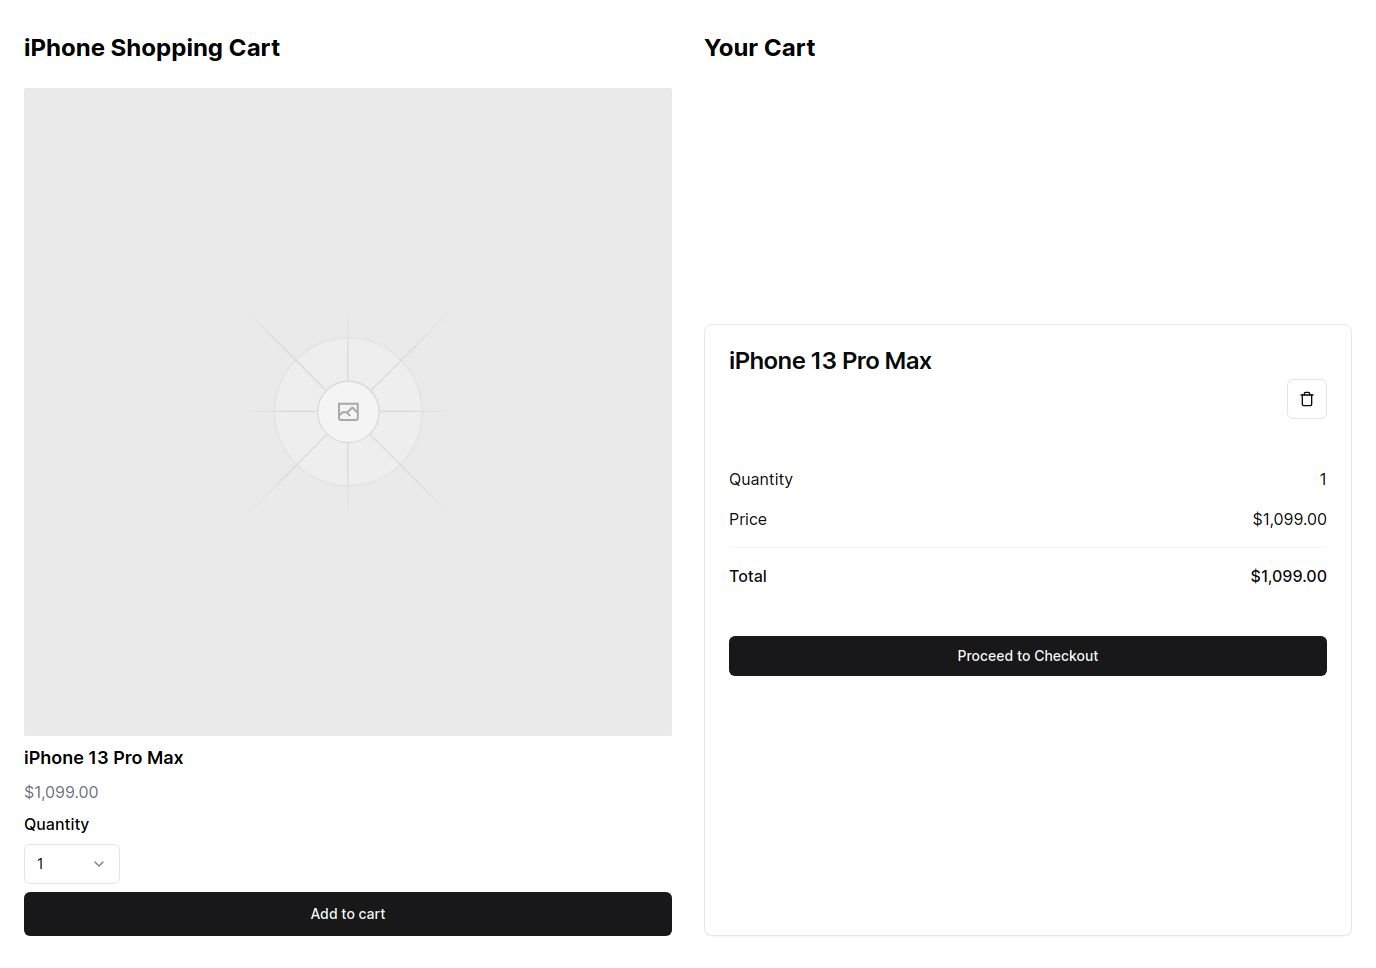 iPhone Shopping Cart
iPhone 13 Pro Max
$1,099.00
Quantity
1
Add to cart
Your Cart
iPhone 13 Pro Max
Quantity 1
Price $1,099.00
Total $1,099.00
Proceed to Checkout